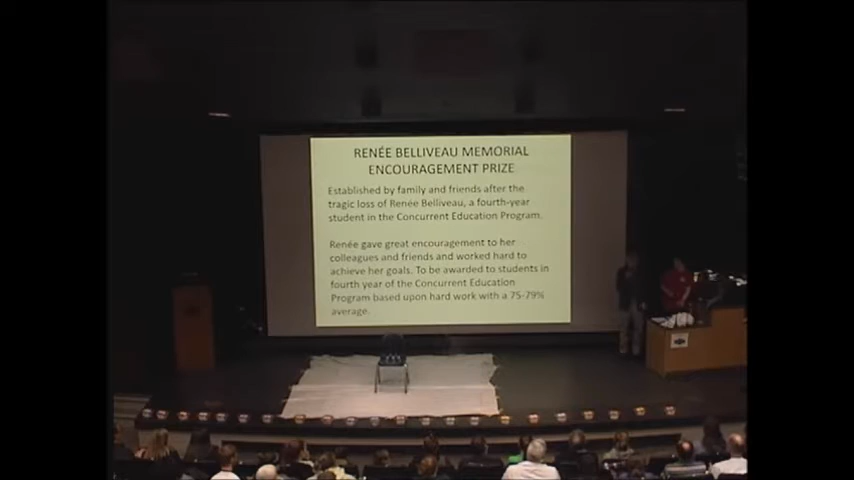 RENÉE BELLIVEAU MEMORIAL
ENCOURAGEMENT PRIZE
Established by family and friends after the
tragic loss of Renée Belliveau, a fourth-year
student in the Concurrent Education Program.
Renée gave great encouragement to her
colleagues and friends and worked hard to
achieve her goals. To be awarded to students in
fourth year of the Concurrent Education
Program based upon hard work with a 75-79%
average.